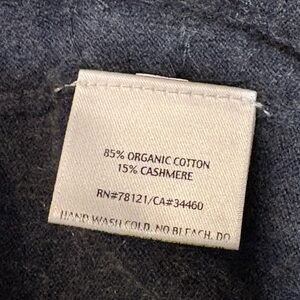 85% ORGANIC COTTON
15% CASHMERE
RN#78121/CA#34460
HAND WASH COLD. NO BLEACH. DO